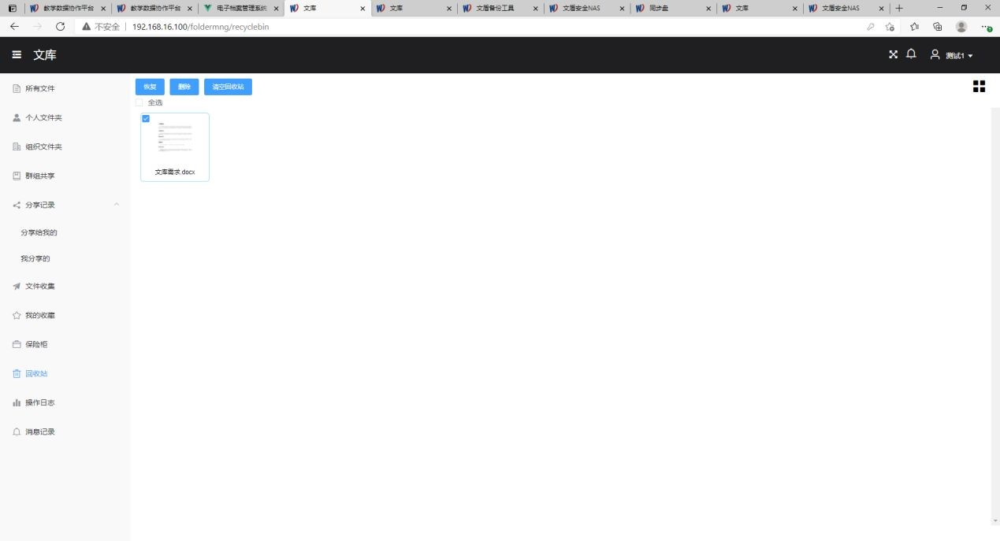 教学数据协作平台
教学数据协作平台
电子档案管理系统
文库
文库
文盾备份工具
文盾安全NAS
同步盘
文库
文盾安全NAS
不安全 | 192.168.16.100/foldermng/recyclebin
文库
测试1
所有文件
个人文件夹
组织文件夹
群组共享
分享记录
分享给我的
我分享的
文件收集
我的收藏
保险柜
回收站
操作日志
消息记录
恢复
删除
清空回收站
全选
文库需求.docx